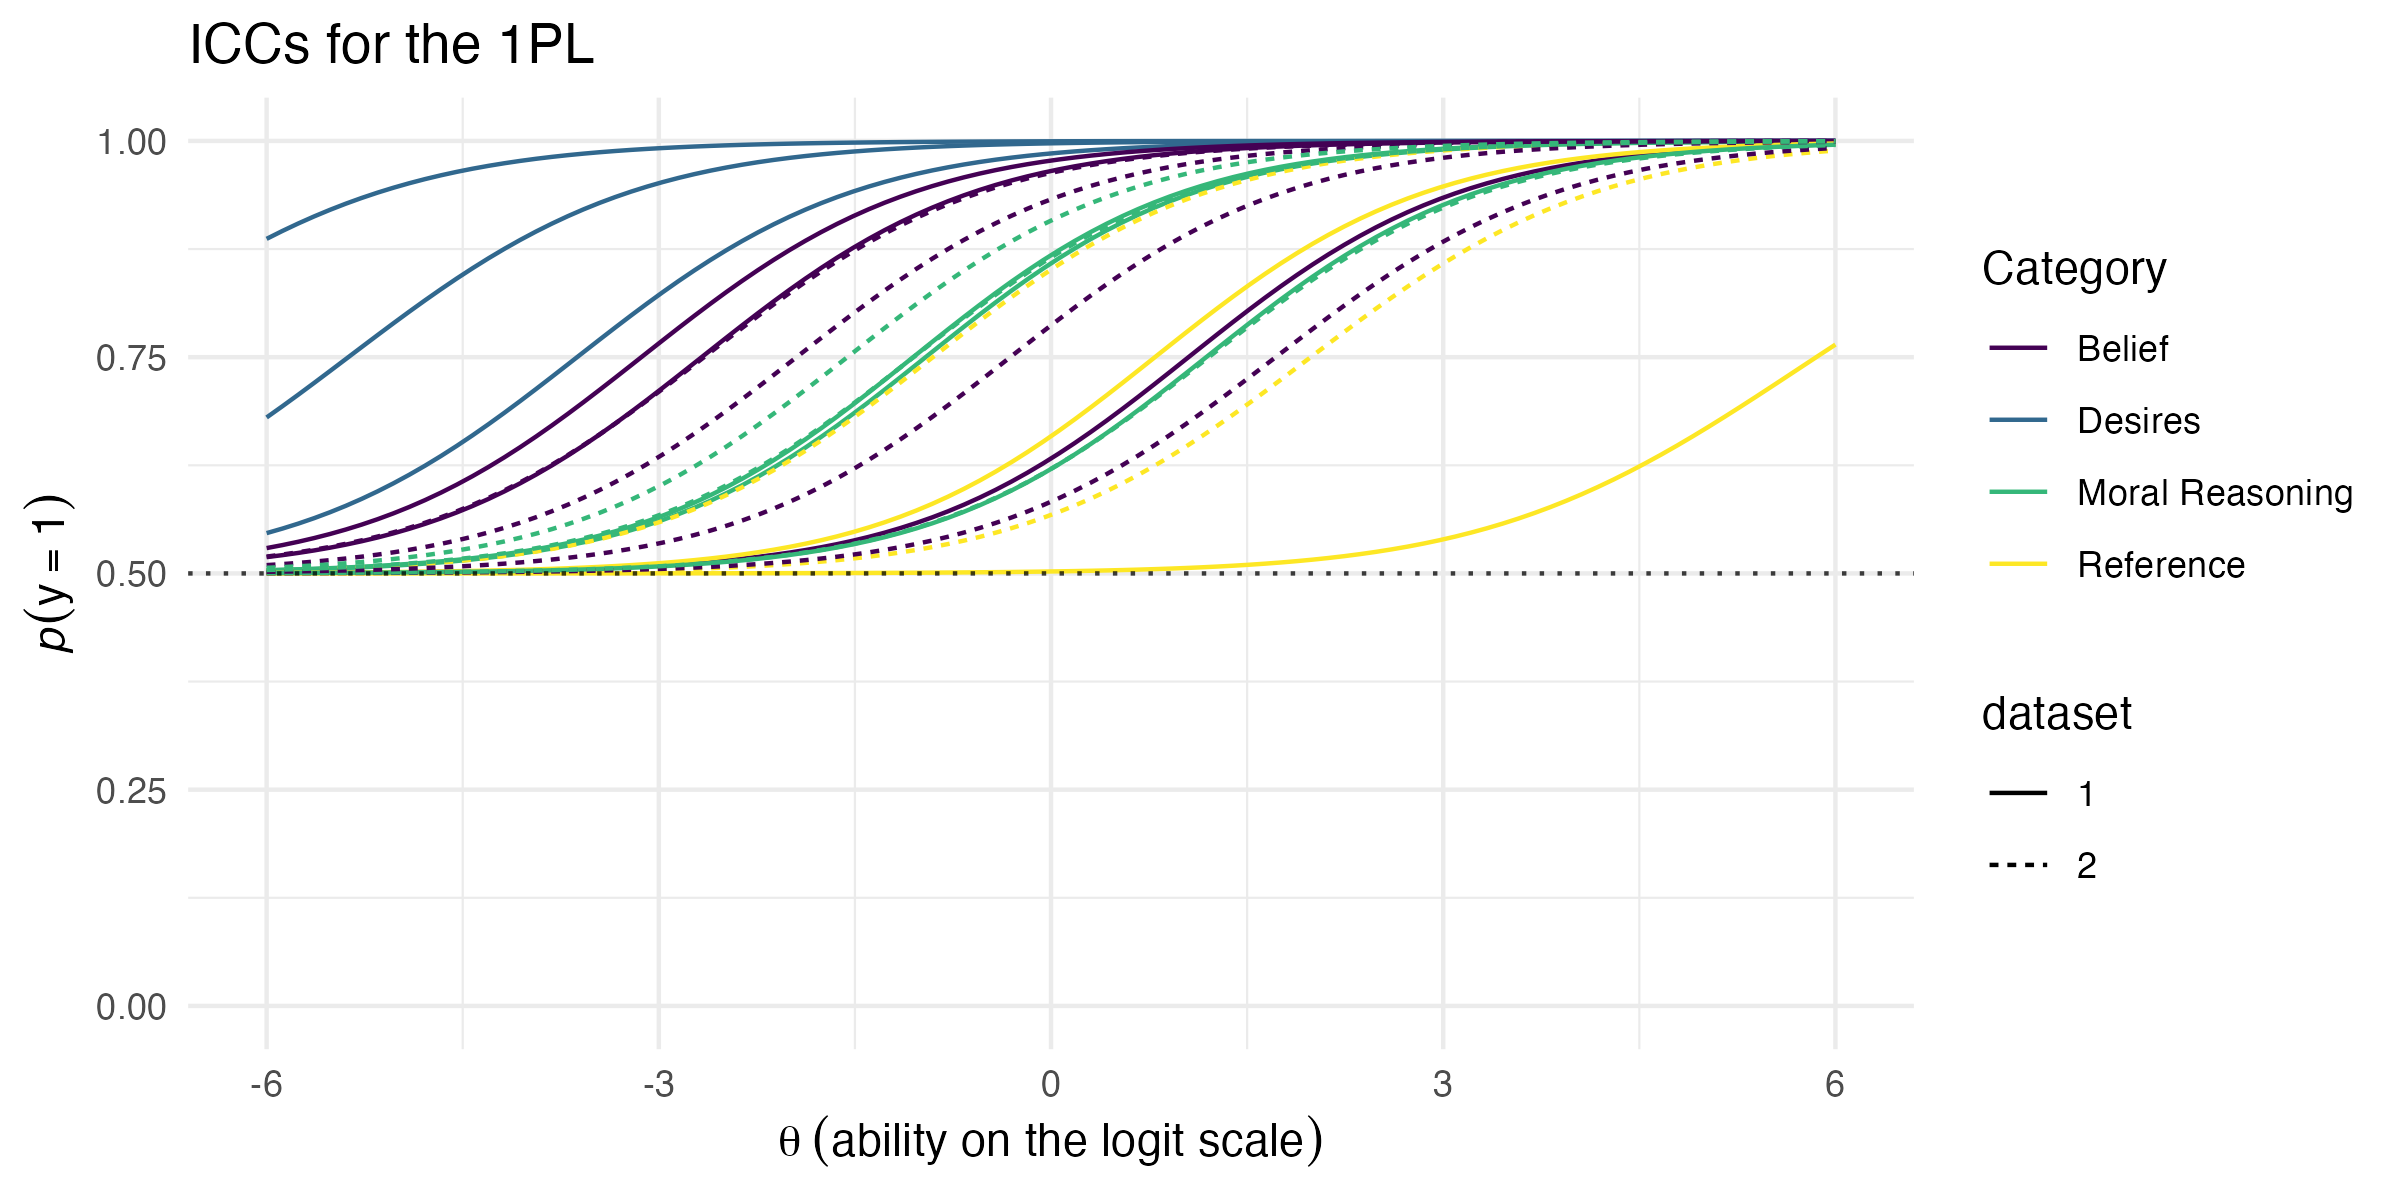 ICCs for the 1PL
1.00
0.75
0.50
0.25
0.00
p(y = 1)
-6
-3
0
3
6
θ (ability on the logit scale)
Category
Belief
Desires
Moral Reasoning
Reference
dataset
1
2